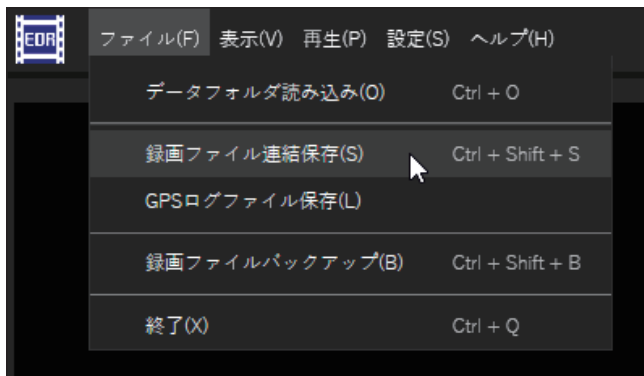 EDR ファイル(F) 表示(V) 再生(P) 設定(S) ヘルプ(H)
データフォルダ読み込み(O) Ctrl + O
録画ファイル連結保存(S) Ctrl + Shift + S
GPSログファイル保存(L)
録画ファイルバックアップ(B) Ctrl + Shift + B
終了(X) Ctrl + Q